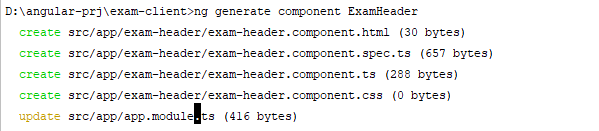 D:\angular-prj\exam-client>ng generate component ExamHeader
create src/app/exam-header/exam-header.component.html (30 bytes)
create src/app/exam-header/exam-header.component.spec.ts (657 bytes)
create src/app/exam-header/exam-header.component.ts (288 bytes)
create src/app/exam-header/exam-header.component.css (0 bytes)
update src/app/app.module.ts (416 bytes)